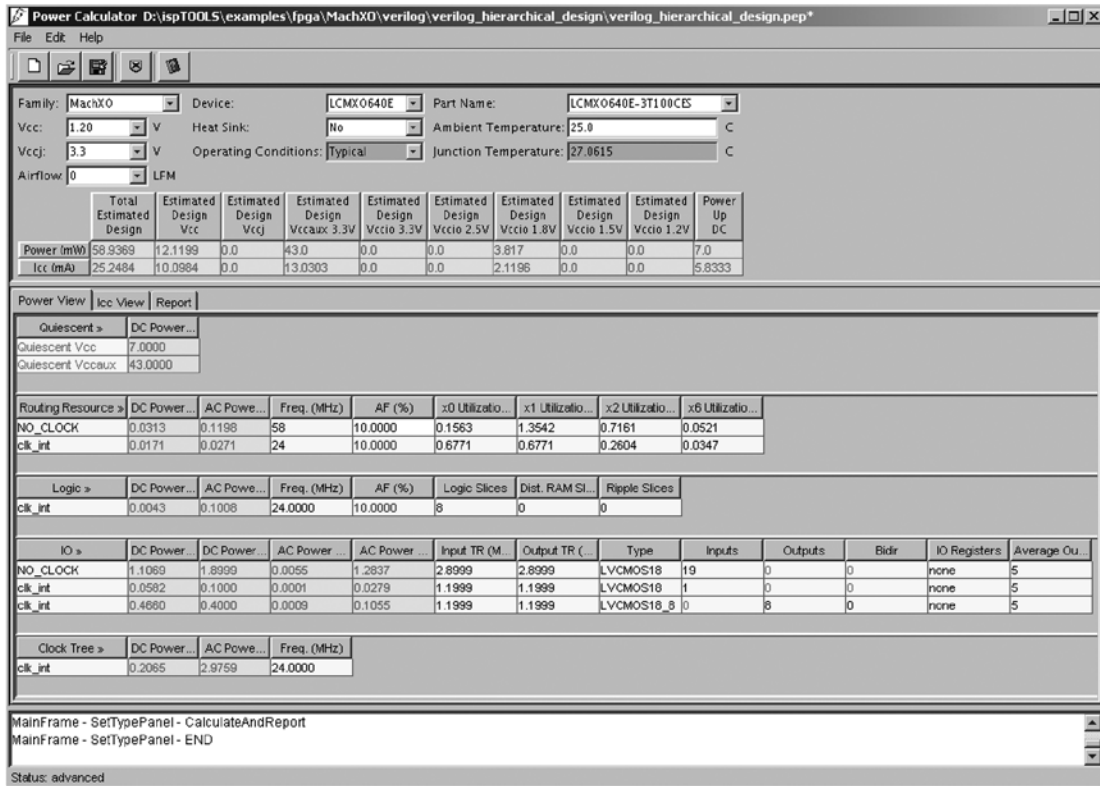 Power Calculator D:\ispTOOLS\examples\fpga\MachXO\verilog\verilog_hierarchical_design\verilog_hierarchical_design.pep*
File Edit Help
Family: MachXO Device: LCMXO640E Part Name: LCMXO640E-3T100CES
Vcc: 1.20 V Heat Sink: No Ambient Temperature: 25.0 C
Vccj: 3.3 V Operating Conditions: Typical Junction Temperature: 27.0615 C
Airflow 0 LFM
Total Estimated Estimated Estimated Estimated Estimated Estimated Estimated Estimated Power
Estimated Design Design Design Design Design Design Design Design Up
Design Vcc Vccj Vccaux 3.3V Vccio 3.3V Vccio 2.5V Vccio 1.8V Vccio 1.5V Vccio 1.2V DC
Power (mW) 58.9369 12.1199 0.0 43.0 0.0 0.0 3.817 0.0 0.0 7.0
Icc (mA) 25.2484 10.0984 0.0 13.0303 0.0 0.0 2.1196 0.0 0.0 5.8333
Power View Icc View Report
Quiescent » DC Power...
Quiescent Vcc 7.0000
Quiescent Vccaux 43.0000
Routing Resource » DC Power... AC Powe... Freq. (MHz) AF (%) x0 Utilizatio... x1 Utilizatio... x2 Utilizatio... x6 Utilizatio...
NO_CLOCK 0.0313 0.1198 58 10.0000 0.1563 1.3542 0.7161 0.0521
clk_int 0.0171 0.0271 24 10.0000 0.6771 0.6771 0.2604 0.0347
Logic » DC Power... AC Powe... Freq. (MHz) AF (%) Logic Slices Dist. RAM Sl... Ripple Slices
clk_int 0.0043 0.1008 24.0000 10.0000 8 0 0
IO » DC Power... DC Power... AC Power ... AC Power ... Input TR (M... Output TR (... Type Inputs Outputs Bidir IO Registers Average Ou...
NO_CLOCK 1.1069 1.8999 0.0055 1.2837 2.8999 2.8999 LVCMOS18 19 0 0 none 5
clk_int 0.0582 0.1000 0.0001 0.0279 1.1999 1.1999 LVCMOS18 1 0 0 none 5
clk_int 0.4660 0.4000 0.0009 0.1055 1.1999 1.1999 LVCMOS18_8 0 8 0 none 5
Clock Tree » DC Power... AC Powe... Freq. (MHz)
clk_int 0.2065 2.9759 24.0000
MainFrame - SetTypePanel - CalculateAndReport
MainFrame - SetTypePanel - END
Status: advanced